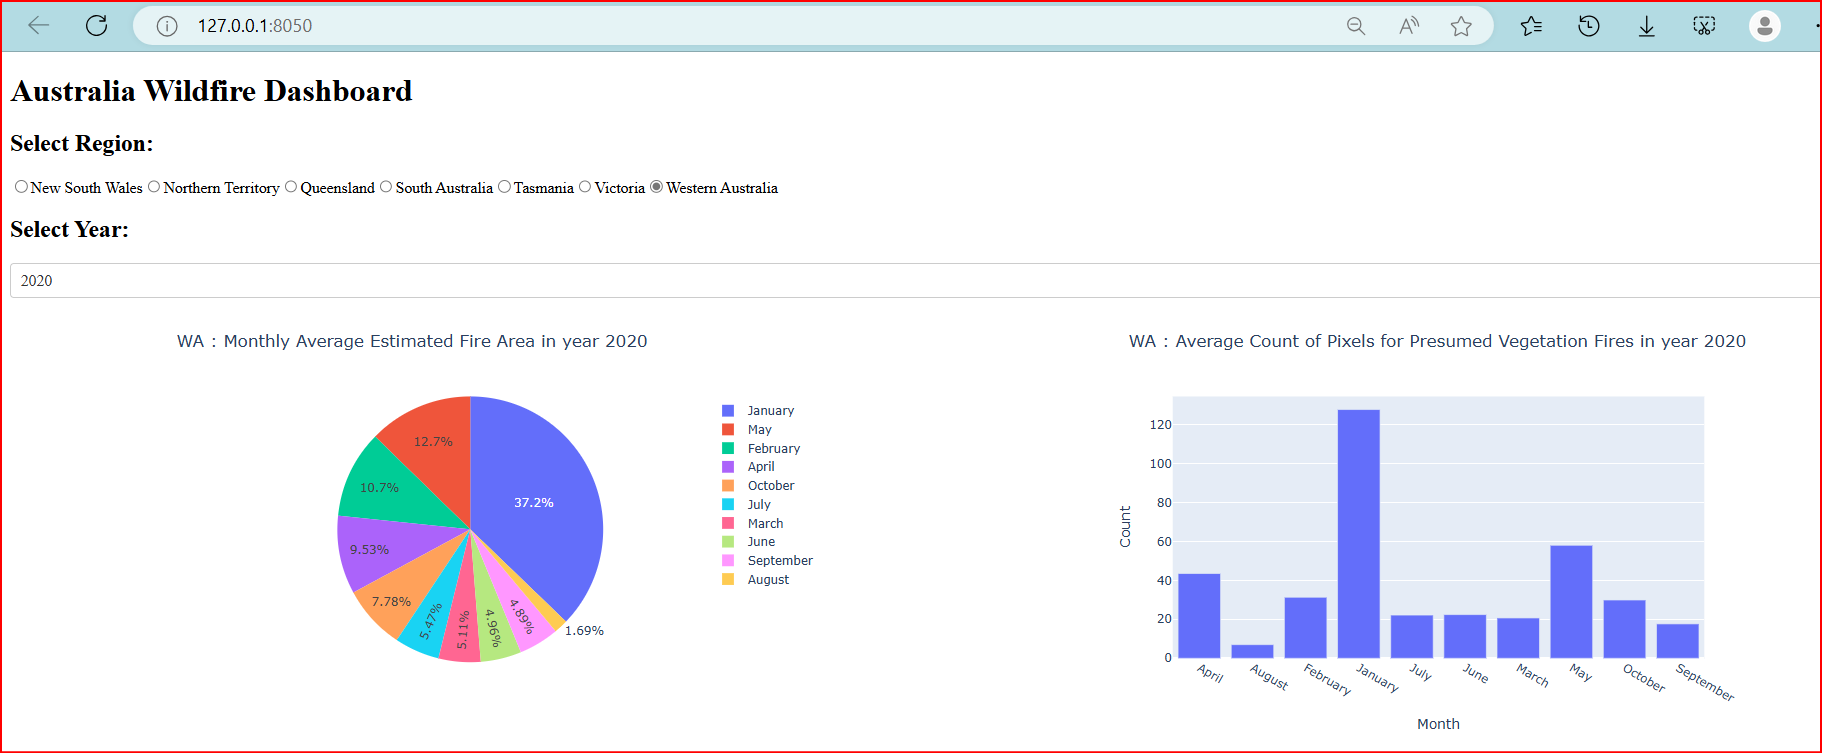 127.0.0.1:8050
Australia Wildfire Dashboard
Select Region:
New South Wales Northern Territory Queensland South Australia Tasmania Victoria Western Australia
Select Year:
2020
WA : Monthly Average Estimated Fire Area in year 2020
37.2%
12.7%
10.7%
9.53%
7.78%
5.47%
5.11%
4.96%
4.89%
1.69%
January
May
February
April
October
July
March
June
September
August
WA : Average Count of Pixels for Presumed Vegetation Fires in year 2020
Count
120
100
80
60
40
20
0
April August February January July June March May October September
Month